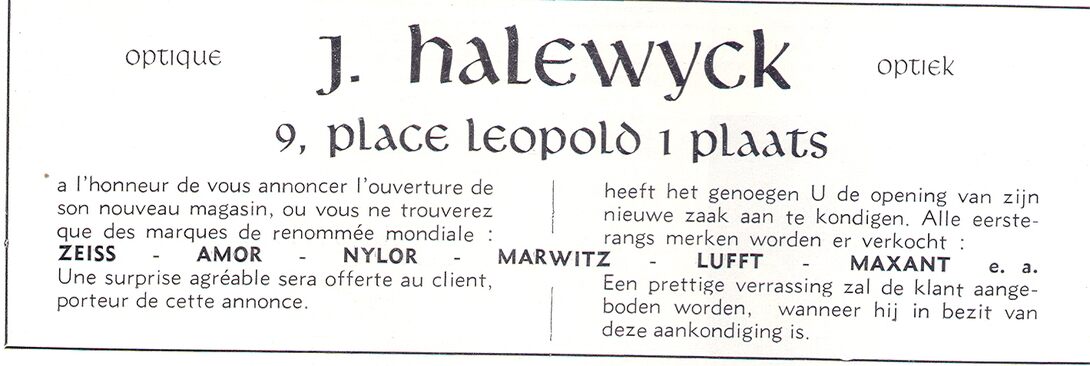 optique
J. halewyck
optiek
9, place leopold 1 plaats
a l'honneur de vous annoncer l'ouverture de
son nouveau magasin, ou vous ne trouverez
que des marques de renommée mondiale :
heeft het genoegen U de opening van zijn
nieuwe zaak aan te kondigen. Alle eerste-
rangs merken worden er verkocht :
ZEISS - AMOR - NYLOR - MARWITZ - LUFFT - MAXANT e. a.
Une surprise agréable sera offerte au client,
porteur de cette annonce.
Een prettige verrassing zal de klant aange-
boden worden, wanneer hij in bezit van
deze aankondiging is.